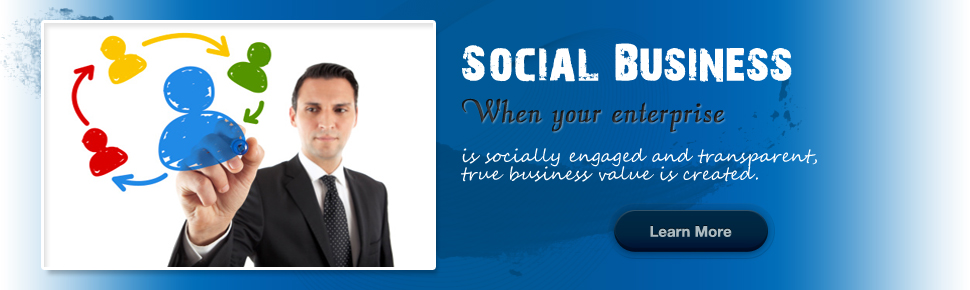 Social Business
When your enterprise
is socially engaged and transparent,
true business value is created.
Learn More